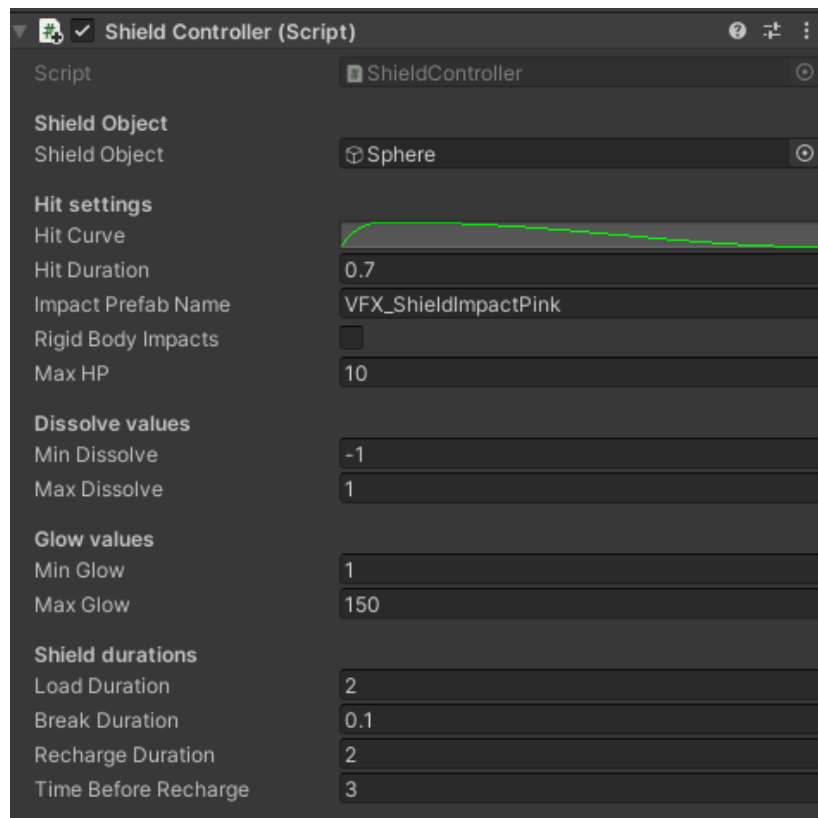 Shield Controller (Script)
Script ShieldController
Shield Object
Shield Object Sphere
Hit settings
Hit Curve
Hit Duration 0.7
Impact Prefab Name VFX_ShieldImpactPink
Rigid Body Impacts
Max HP 10
Dissolve values
Min Dissolve -1
Max Dissolve 1
Glow values
Min Glow 1
Max Glow 150
Shield durations
Load Duration 2
Break Duration 0.1
Recharge Duration 2
Time Before Recharge 3